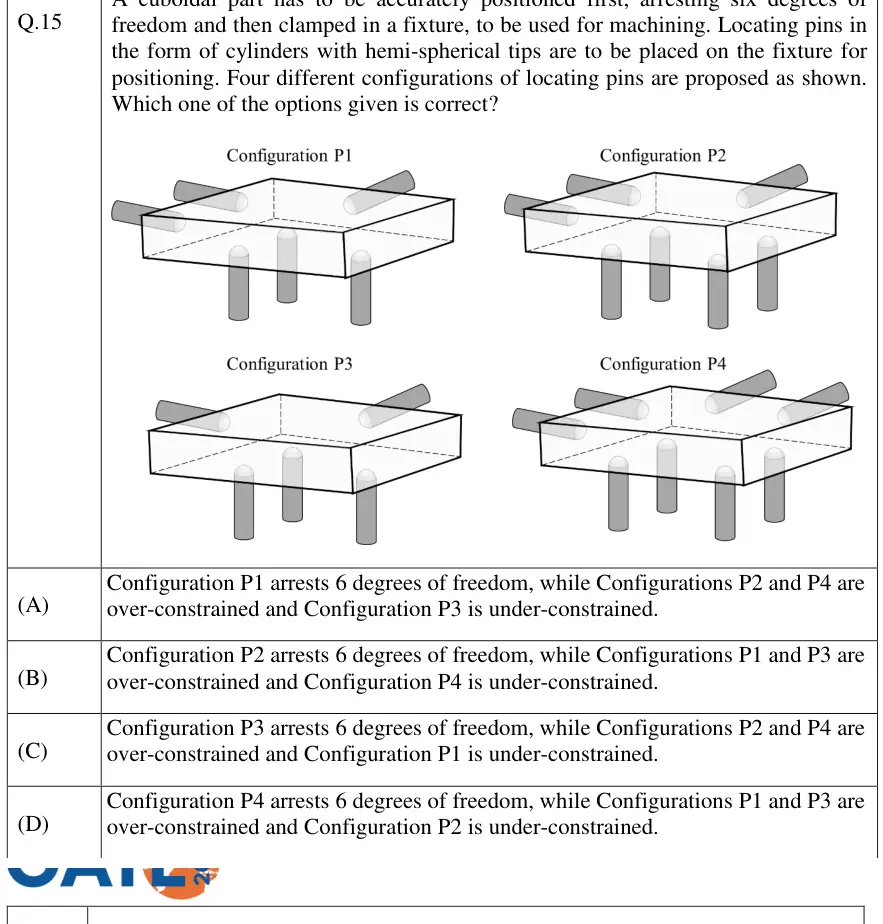 Q.15
A cuboidal part has to be accurately positioned first, arresting six degrees of
freedom and then clamped in a fixture, to be used for machining. Locating pins in
the form of cylinders with hemi-spherical tips are to be placed on the fixture for
positioning. Four different configurations of locating pins are proposed as shown.
Which one of the options given is correct?
Configuration P1
Configuration P2
Configuration P3
Configuration P4
(A)
Configuration P1 arrests 6 degrees of freedom, while Configurations P2 and P4 are
over-constrained and Configuration P3 is under-constrained.
(B)
Configuration P2 arrests 6 degrees of freedom, while Configurations P1 and P3 are
over-constrained and Configuration P4 is under-constrained.
(C)
Configuration P3 arrests 6 degrees of freedom, while Configurations P2 and P4 are
over-constrained and Configuration P1 is under-constrained.
(D)
Configuration P4 arrests 6 degrees of freedom, while Configurations P1 and P3 are
over-constrained and Configuration P2 is under-constrained.